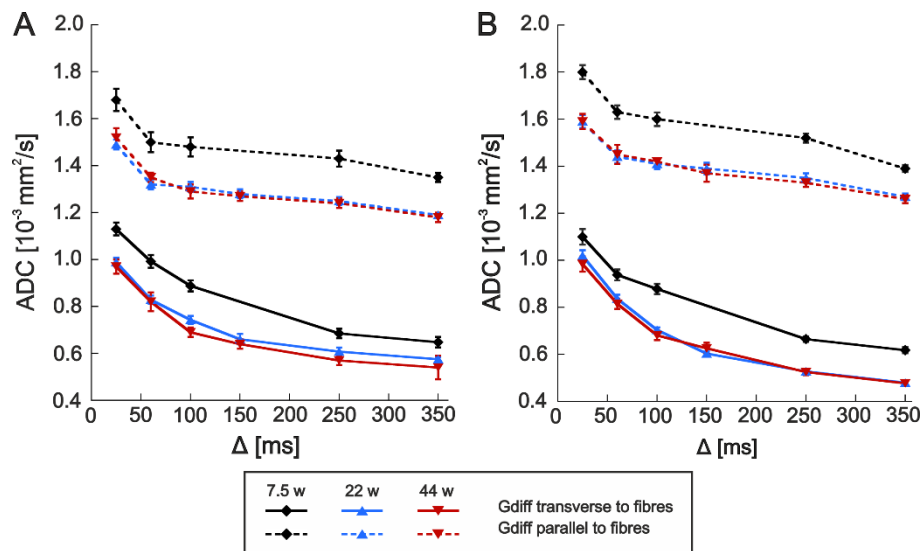 A
B
2.0
1.8
1.6
1.4
1.2
1.0
0.8
0.6
0.4
ADC [10⁻³ mm²/s]
0 50 100 150 200 250 300 350
Δ [ms]
2.0
1.8
1.6
1.4
1.2
1.0
0.8
0.6
0.4
ADC [10⁻³ mm²/s]
0 50 100 150 200 250 300 350
Δ [ms]
7.5 w 22 w 44 w
Gdiff transverse to fibres
Gdiff parallel to fibres